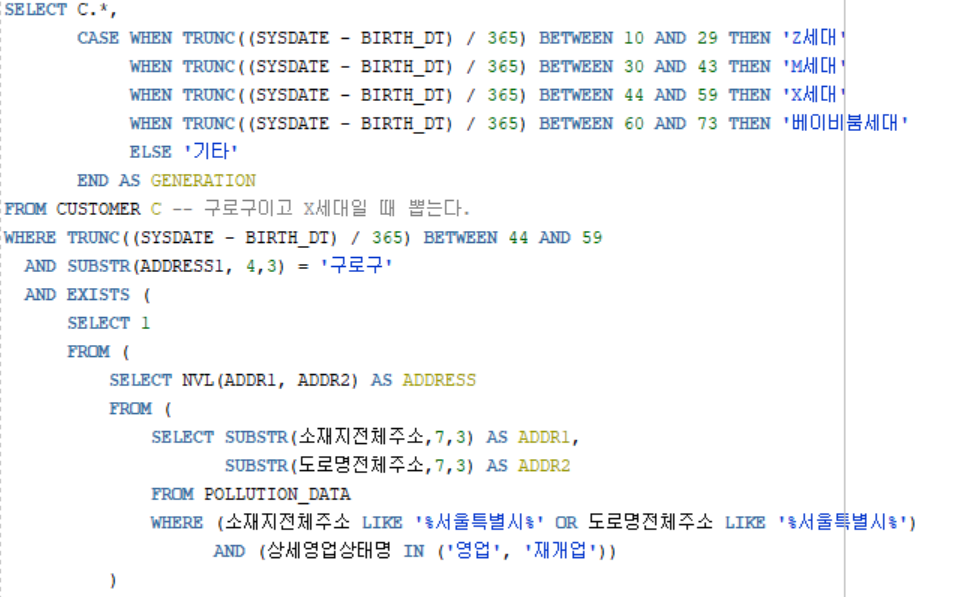 SELECT C.*,
CASE WHEN TRUNC((SYSDATE - BIRTH_DT) / 365) BETWEEN 10 AND 29 THEN 'Z세대'
WHEN TRUNC((SYSDATE - BIRTH_DT) / 365) BETWEEN 30 AND 43 THEN 'M세대'
WHEN TRUNC((SYSDATE - BIRTH_DT) / 365) BETWEEN 44 AND 59 THEN 'X세대'
WHEN TRUNC((SYSDATE - BIRTH_DT) / 365) BETWEEN 60 AND 73 THEN '베이비붐세대'
ELSE '기타'
END AS GENERATION
FROM CUSTOMER C -- 구로구이고 X세대일 때 뽑는다.
WHERE TRUNC((SYSDATE - BIRTH_DT) / 365) BETWEEN 44 AND 59
AND SUBSTR(ADDRESS1, 4,3) = '구로구'
AND EXISTS (
SELECT 1
FROM (
SELECT NVL(ADDR1, ADDR2) AS ADDRESS
FROM (
SELECT SUBSTR(소재지전체주소,7,3) AS ADDR1,
SUBSTR(도로명전체주소,7,3) AS ADDR2
FROM POLLUTION_DATA
WHERE (소재지전체주소 LIKE '%서울특별시%' OR 도로명전체주소 LIKE '%서울특별시%')
AND (상세영업상태명 IN ('영업', '재개업'))
)